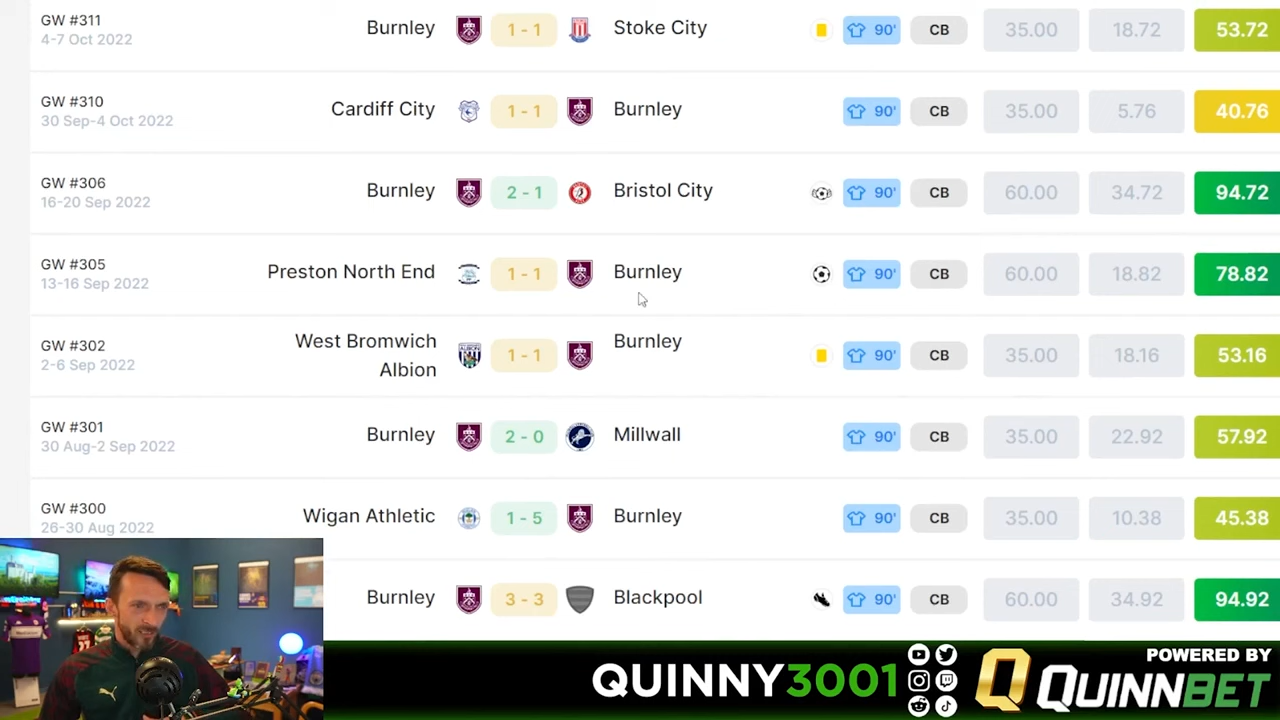 GW #311
4-7 Oct 2022
Burnley 1 - 1 Stoke City 90' CB 35.00 18.72 53.72
GW #310
30 Sep-4 Oct 2022
Cardiff City 1 - 1 Burnley 90' CB 35.00 5.76 40.76
GW #306
16-20 Sep 2022
Burnley 2 - 1 Bristol City 90' CB 60.00 34.72 94.72
GW #305
13-16 Sep 2022
Preston North End 1 - 1 Burnley 90' CB 60.00 18.82 78.82
GW #302
2-6 Sep 2022
West Bromwich
Albion
1 - 1 Burnley 90' CB 35.00 18.16 53.16
GW #301
30 Aug-2 Sep 2022
Burnley 2 - 0 Millwall 90' CB 35.00 22.92 57.92
GW #300
26-30 Aug 2022
Wigan Athletic 1 - 5 Burnley 90' CB 35.00 10.38 45.38
Burnley 3 - 3 Blackpool 90' CB 60.00 34.92 94.92
QUINNY3001
POWERED BY
QUINNBET